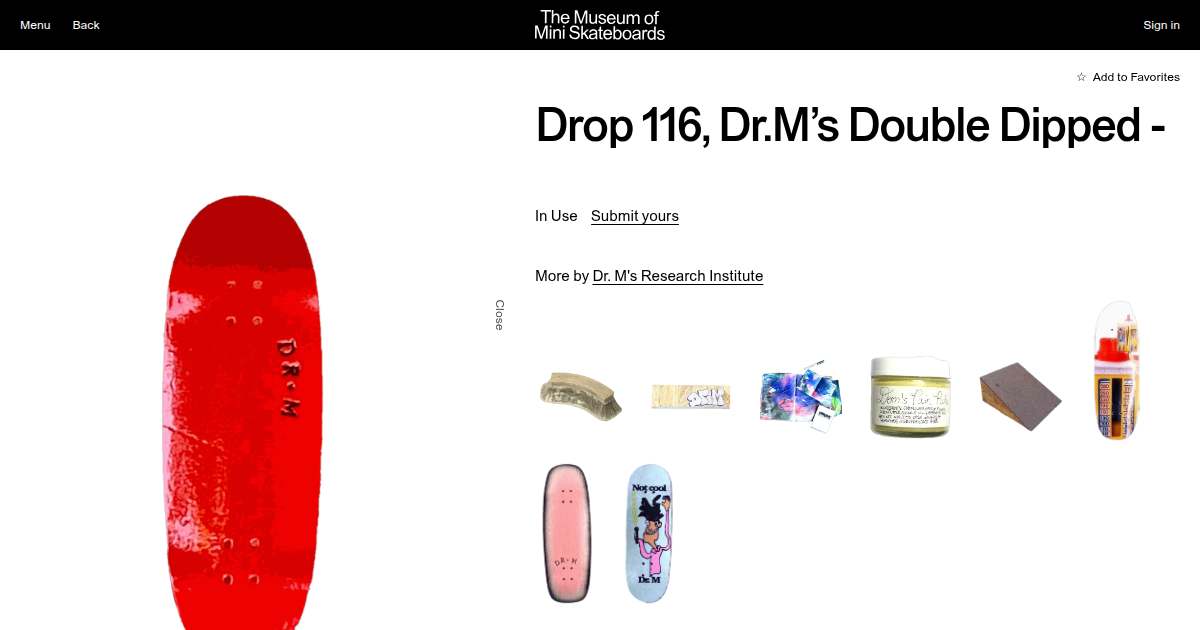 Menu
Back
The Museum of
Mini Skateboards
Sign in
☆ Add to Favorites
Drop 116, Dr.M’s Double Dipped -
In Use Submit yours
More by Dr. M's Research Institute
Close
DR•M
DR•M
Not cool
Dr. M